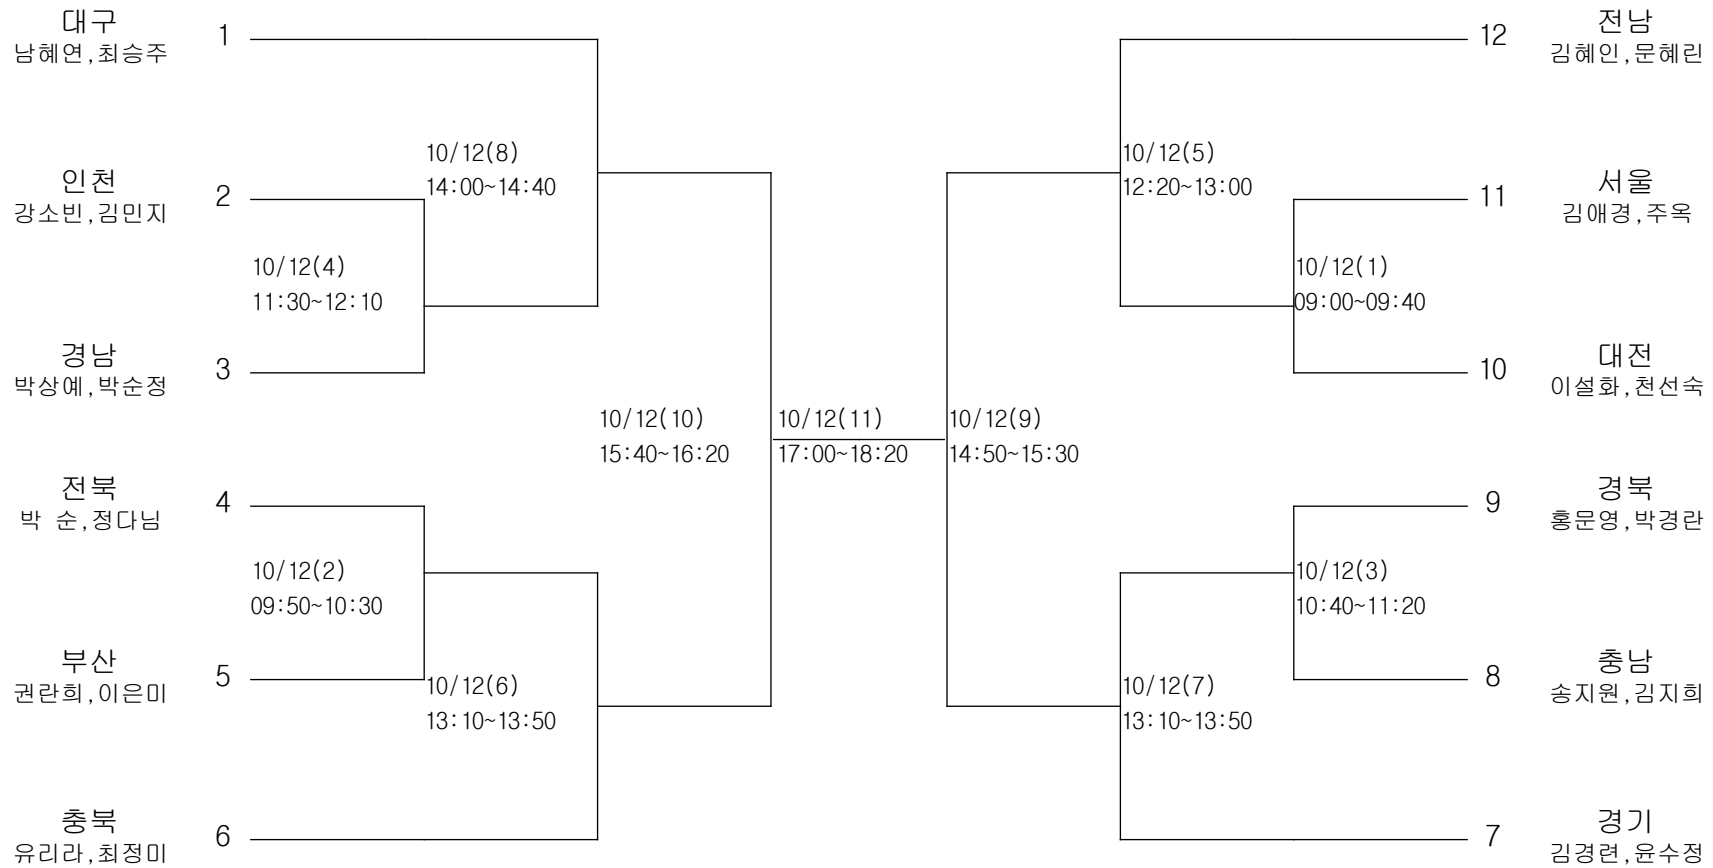 대구
남혜연,최승주
1
인천
강소빈,김민지
2
경남
박상예,박순정
3
전북
박 순,정다님
4
부산
권란희,이은미
5
충북
유리라,최정미
6
10/12(8)
14:00~14:40
10/12(4)
11:30~12:10
10/12(2)
09:50~10:30
10/12(6)
13:10~13:50
10/12(10)
15:40~16:20
10/12(11)
17:00~18:20
10/12(9)
14:50~15:30
10/12(5)
12:20~13:00
10/12(1)
09:00~09:40
10/12(3)
10:40~11:20
10/12(7)
13:10~13:50
12
전남
김혜인,문혜린
11
서울
김애경,주옥
10
대전
이설화,천선숙
9
경북
홍문영,박경란
8
충남
송지원,김지희
7
경기
김경련,윤수정